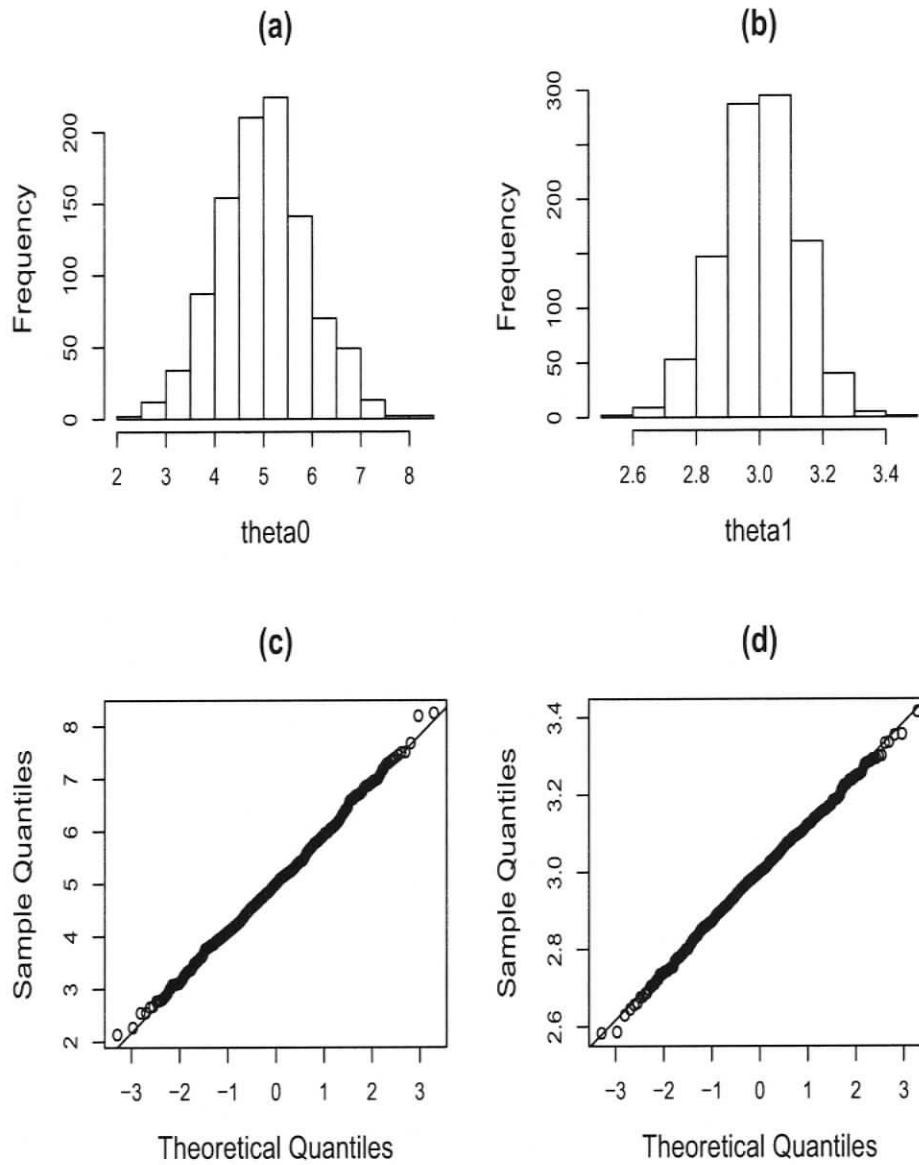 (a)
Frequency
0 50 100 150 200
2 3 4 5 6 7 8
theta0
(b)
Frequency
0 50 100 200 300
2.6 2.8 3.0 3.2 3.4
theta1
(c)
Sample Quantiles
2 3 4 5 6 7 8
−3 −2 −1 0 1 2 3
Theoretical Quantiles
(d)
Sample Quantiles
2.6 2.8 3.0 3.2 3.4
−3 −2 −1 0 1 2 3
Theoretical Quantiles